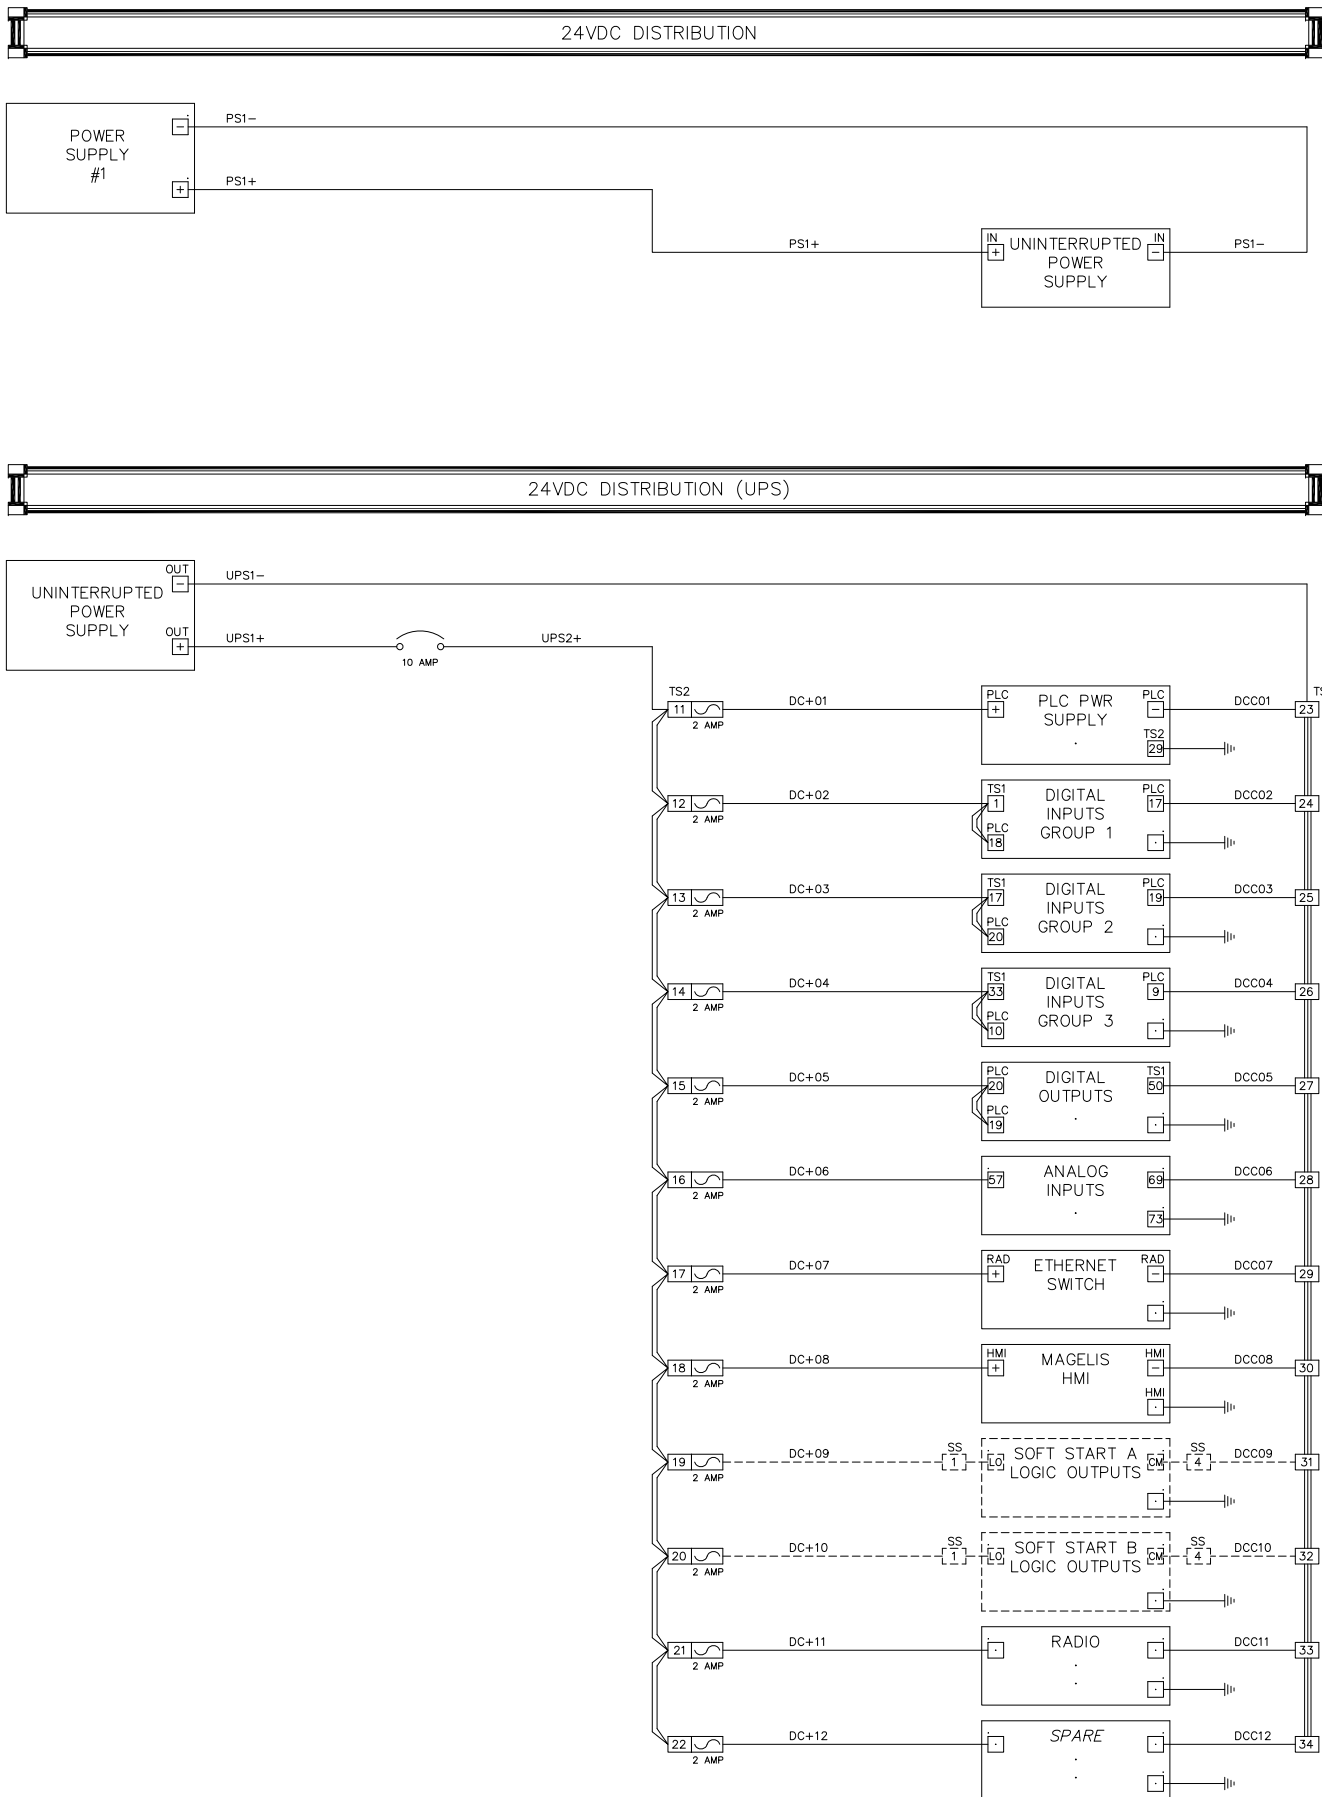 24VDC DISTRIBUTION
POWER
SUPPLY
#1
−
+
PS1−
PS1+
PS1+
IN
+
UNINTERRUPTED
POWER
SUPPLY
IN
−
PS1−
24VDC DISTRIBUTION (UPS)
UNINTERRUPTED
POWER
SUPPLY
OUT
−
OUT
+
UPS1−
UPS1+
10 AMP
UPS2+
TS2
11
2 AMP
DC+01
PLC
+
PLC PWR
SUPPLY
PLC
−
TS2
29
DCC01
23
12
2 AMP
DC+02
TS1
1
PLC
18
DIGITAL
INPUTS
GROUP 1
PLC
17
DCC02
24
13
2 AMP
DC+03
TS1
17
PLC
20
DIGITAL
INPUTS
GROUP 2
PLC
19
DCC03
25
14
2 AMP
DC+04
TS1
33
PLC
10
DIGITAL
INPUTS
GROUP 3
PLC
9
DCC04
26
15
2 AMP
DC+05
PLC
20
PLC
19
DIGITAL
OUTPUTS
TS1
50
DCC05
27
16
2 AMP
DC+06
57
ANALOG
INPUTS
69
73
DCC06
28
17
2 AMP
DC+07
RAD
+
ETHERNET
SWITCH
RAD
−
DCC07
29
18
2 AMP
DC+08
HMI
+
MAGELIS
HMI
HMI
−
HMI
DCC08
30
19
2 AMP
DC+09
SS
1
LO
SOFT START A
LOGIC OUTPUTS
CM
SS
4
DCC09
31
20
2 AMP
DC+10
SS
1
LO
SOFT START B
LOGIC OUTPUTS
CM
SS
4
DCC10
32
21
2 AMP
DC+11
RADIO
DCC11
33
22
2 AMP
DC+12
SPARE
DCC12
34